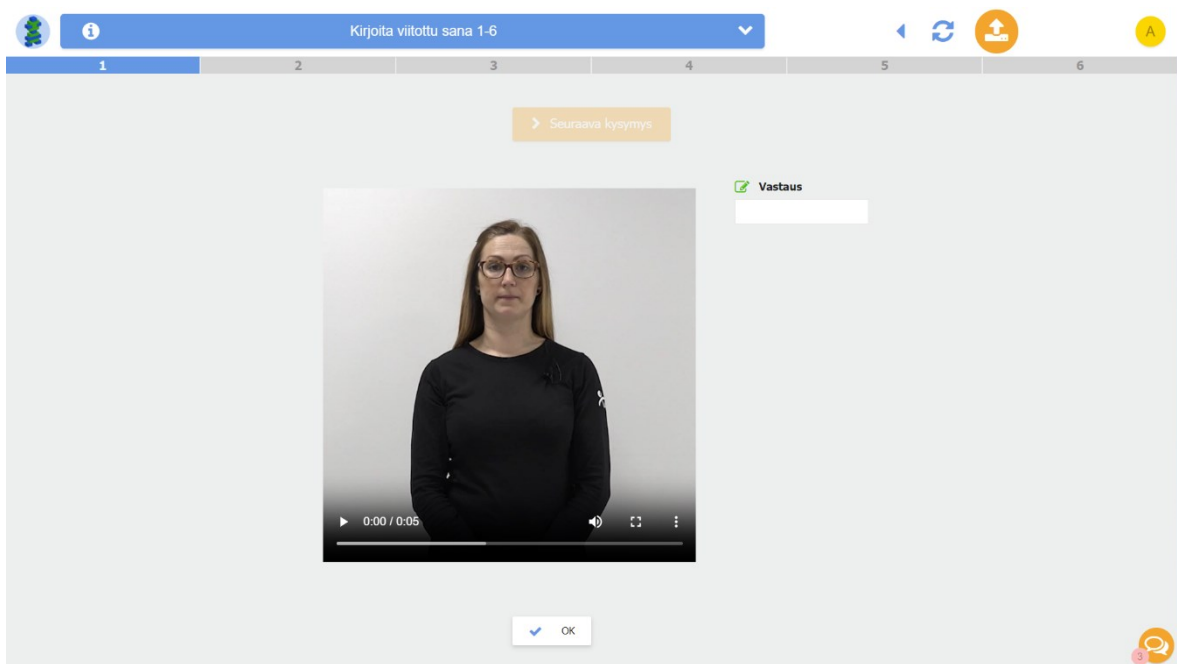 Kirjoita viitottu sana 1-6
A
1 2 3 4 5 6
Seuraava kysymys
Vastaus
0:00 / 0:05
OK
3